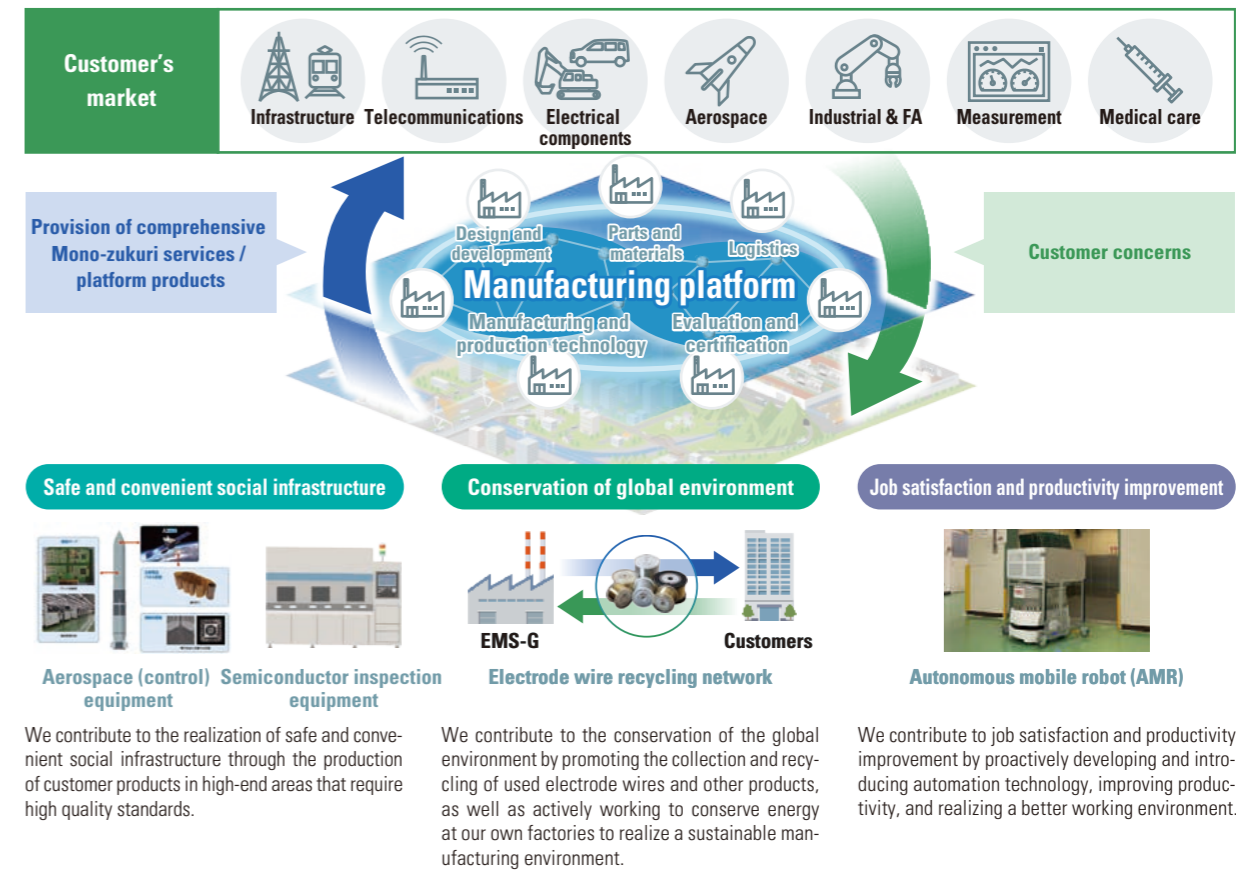 Customer's
market
Infrastructure
Telecommunications
Electrical
components
Aerospace
Industrial & FA
Measurement
Medical care
Provision of comprehensive
Mono-zukuri services /
platform products
Design and
development
Parts and
materials
Logistics
Customer concerns
Manufacturing platform
Manufacturing and
production technology
Evaluation and
certification
Safe and convenient social infrastructure
Aerospace (control)
equipment
Semiconductor inspection
equipment
We contribute to the realization of safe and conve-
nient social infrastructure through the production
of customer products in high-end areas that require
high quality standards.
Conservation of global environment
EMS-G
Customers
Electrode wire recycling network
We contribute to the conservation of the global
environment by promoting the collection and recy-
cling of used electrode wires and other products,
as well as actively working to conserve energy
at our own factories to realize a sustainable man-
ufacturing environment.
Job satisfaction and productivity improvement
Autonomous mobile robot (AMR)
We contribute to job satisfaction and productivity
improvement by proactively developing and intro-
ducing automation technology, improving produc-
tivity, and realizing a better working environment.